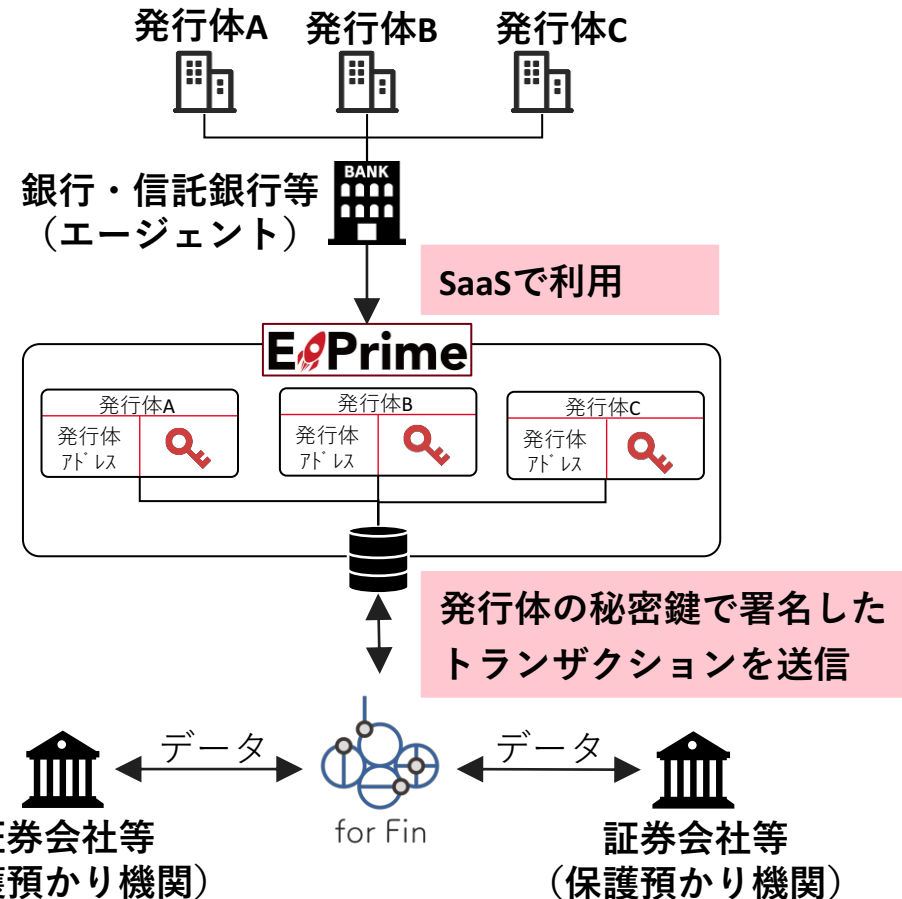 発行体A 発行体B 発行体C
BANK
銀行・信託銀行等
（エージェント）
SaaSで利用
E Prime
発行体A
発行体
ｱﾄﾞﾚｽ
発行体B
発行体
ｱﾄﾞﾚｽ
発行体C
発行体
ｱﾄﾞﾚｽ
発行体の秘密鍵で署名した
トランザクションを送信
データ
データ
for Fin
券会社等
預かり機関）
証券会社等
（保護預かり機関）